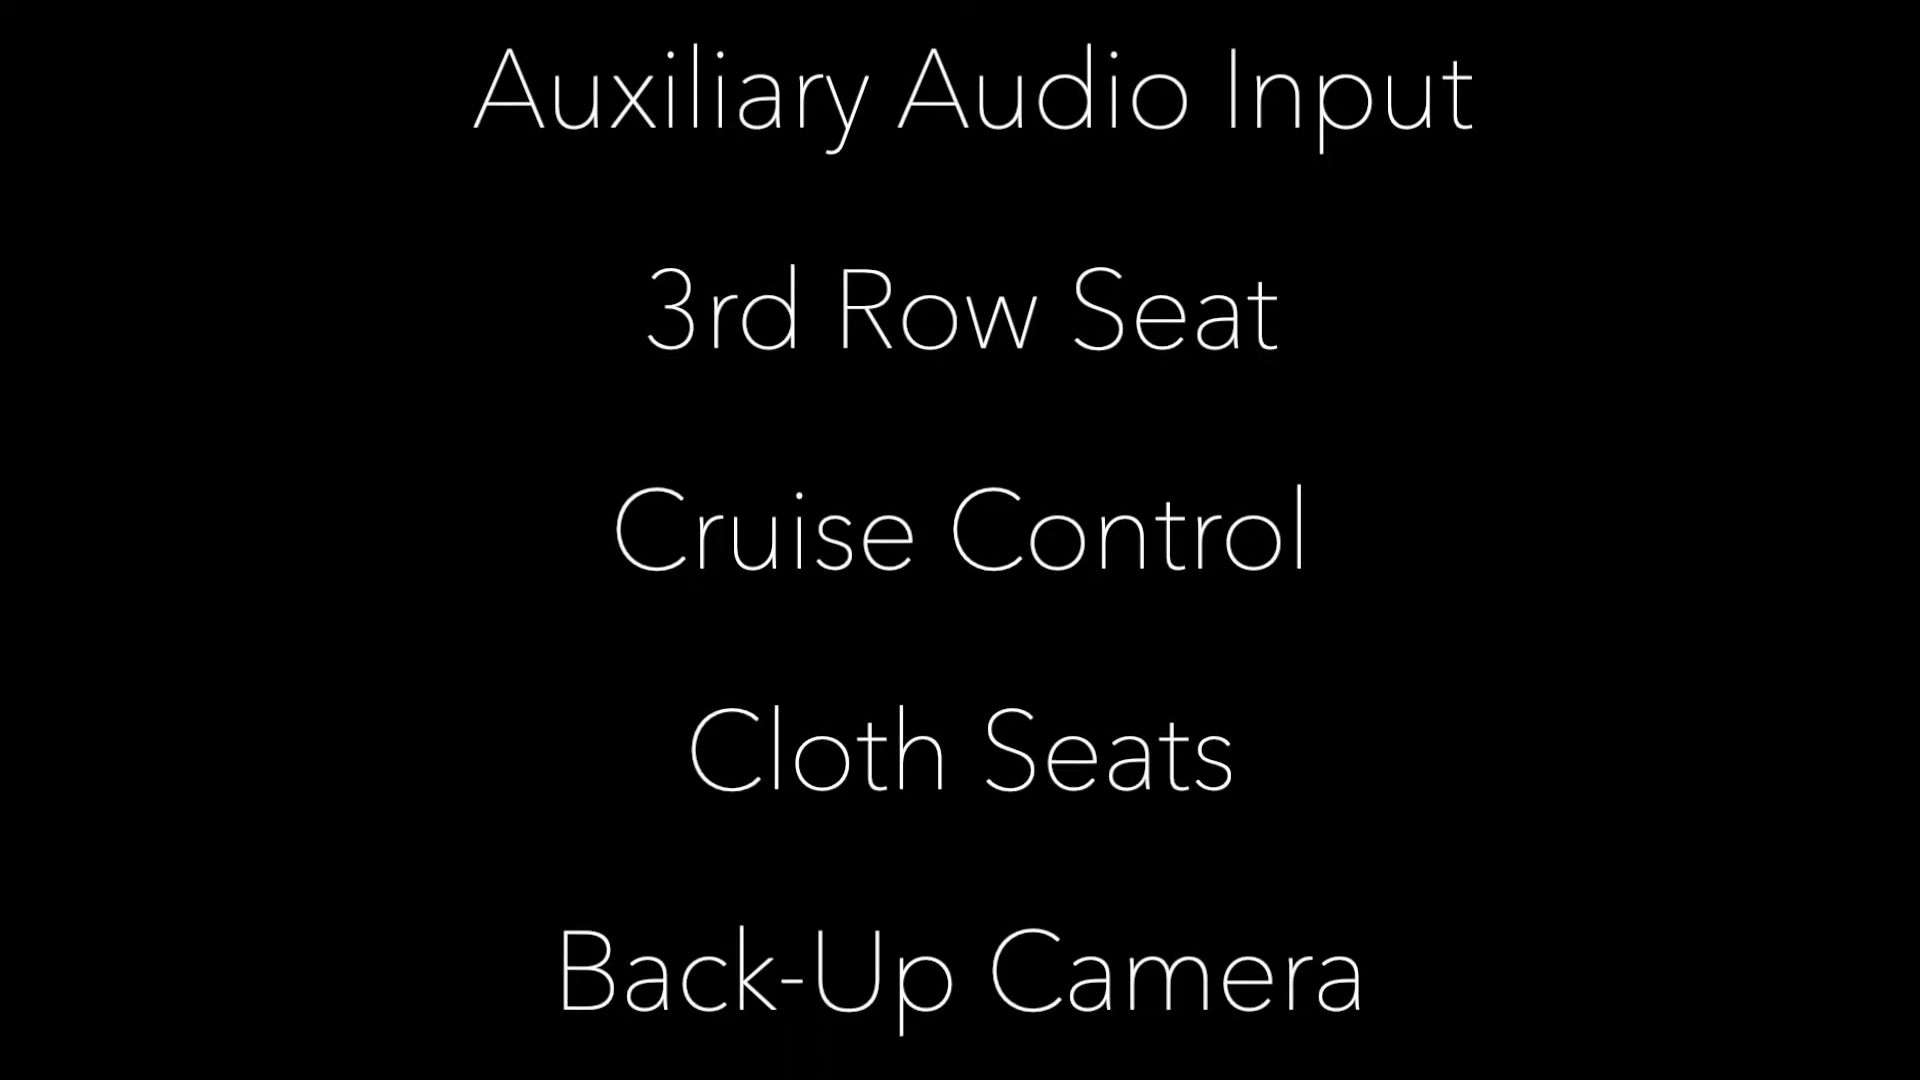 Auxiliary Audio Input
3rd Row Seat
Cruise Control
Cloth Seats
Back-Up Camera